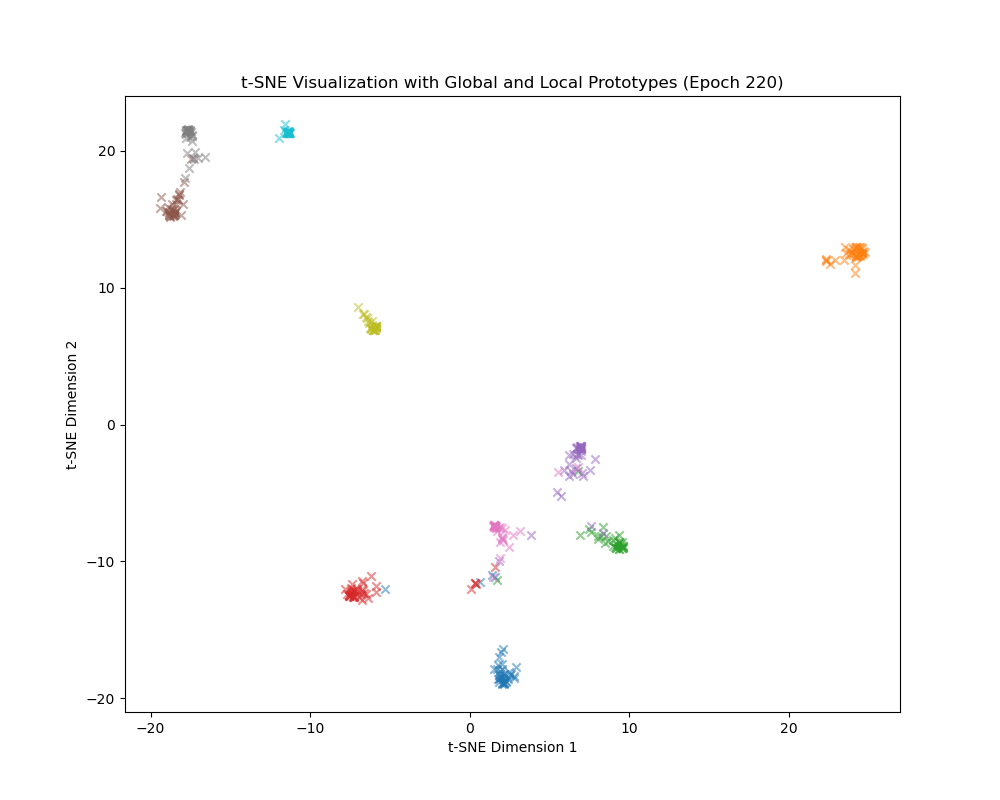 t-SNE Visualization with Global and Local Prototypes (Epoch 220)
20
10
0
−10
−20
t-SNE Dimension 2
−20 −10 0 10 20
t-SNE Dimension 1